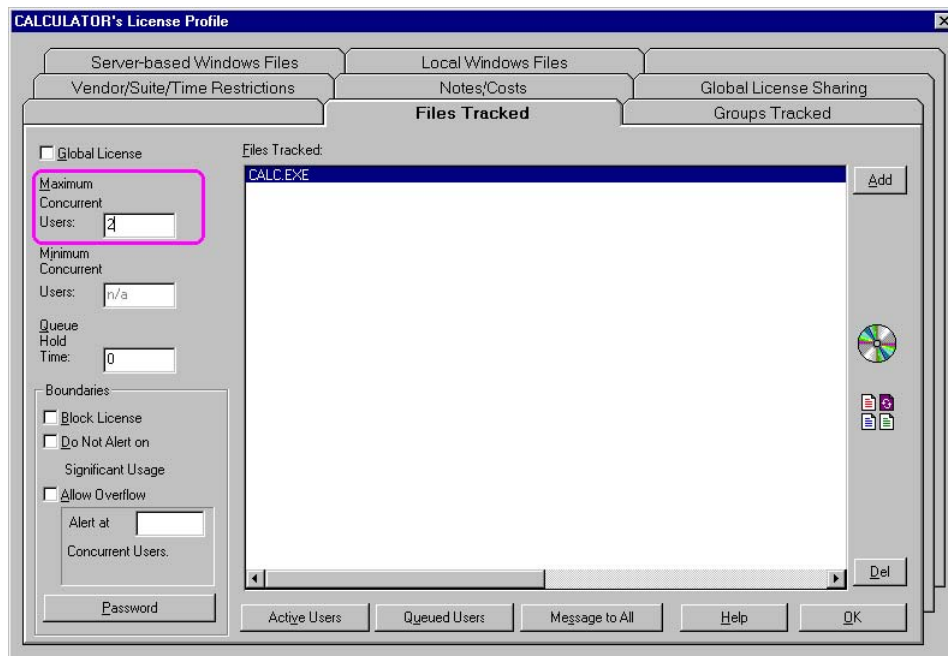 CALCULATOR's License Profile
Server-based Windows Files
Local Windows Files
Vendor/Suite/Time Restrictions
Notes/Costs
Global License Sharing
Files Tracked
Groups Tracked
Global License
Files Tracked:
Maximum
Concurrent
Users: 2
CALC.EXE
Add
Minimum
Concurrent
Users: n/a
Queue
Hold
Time: 0
Boundaries
Block License
Do Not Alert on
Significant Usage
Allow Overflow
Alert at
Concurrent Users.
Del
Password
Active Users
Queued Users
Message to All
Help
OK